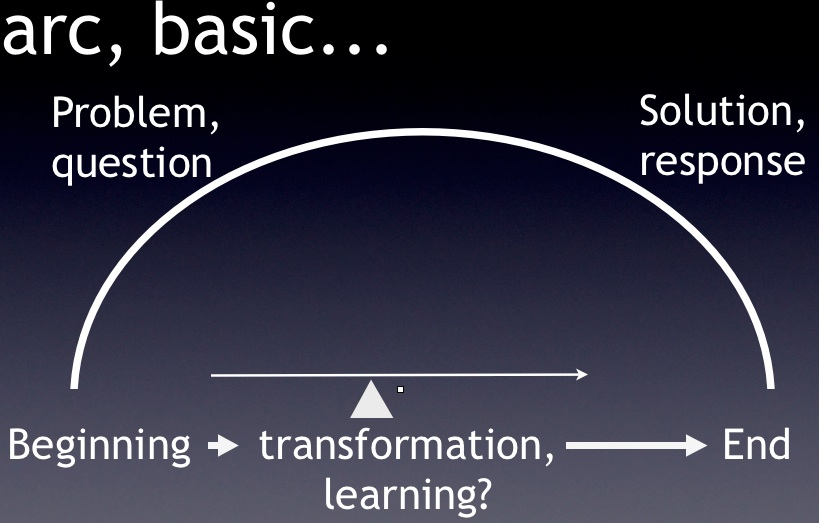 arc, basic...
Problem,
question
Solution,
response
Beginning
transformation,
learning?
End